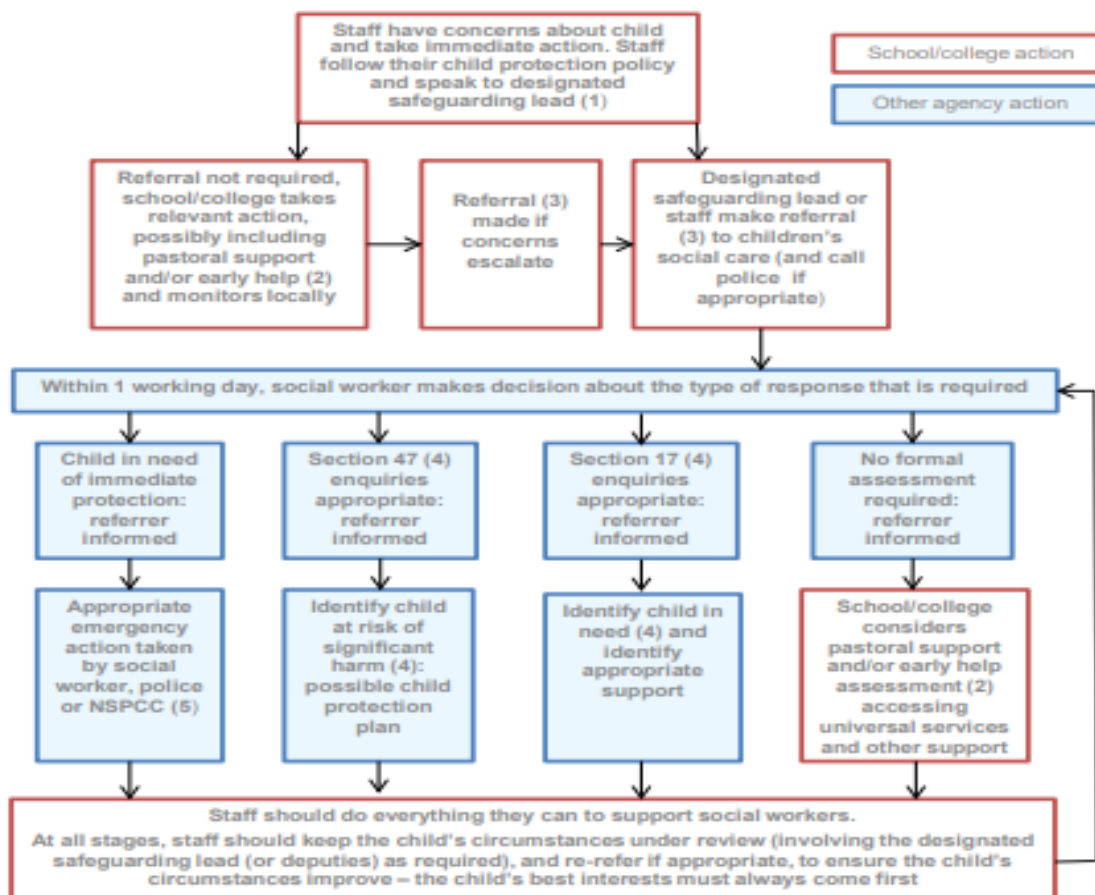 Staff have concerns about child
and take immediate action. Staff
follow their child protection policy
and speak to designated
safeguarding lead (1)
School/college action
Other agency action
Referral not required,
school/college takes
relevant action,
possibly including
pastoral support
and/or early help (2)
and monitors locally
Referral (3)
made if
concerns
escalate
Designated
safeguarding lead or
staff make referral
(3) to children's
social care (and call
police if
appropriate)
Within 1 working day, social worker makes decision about the type of response that is required
Child in need
of immediate
protection:
referrer
informed
Section 47 (4)
enquiries
appropriate:
referrer
informed
Section 17 (4)
enquiries
appropriate:
referrer
informed
No formal
assessment
required:
referrer
informed
Appropriate
emergency
action taken
by social
worker, police
or NSPCC (5)
Identify child
at risk of
significant
harm (4):
possible child
protection
plan
Identify child in
need (4) and
identify
appropriate
support
School/college
considers
pastoral support
and/or early help
assessment (2)
accessing
universal services
and other support
Staff should do everything they can to support social workers.
At all stages, staff should keep the child's circumstances under review (involving the designated
safeguarding lead (or deputies) as required), and re-refer if appropriate, to ensure the child's
circumstances improve – the child's best interests must always come first